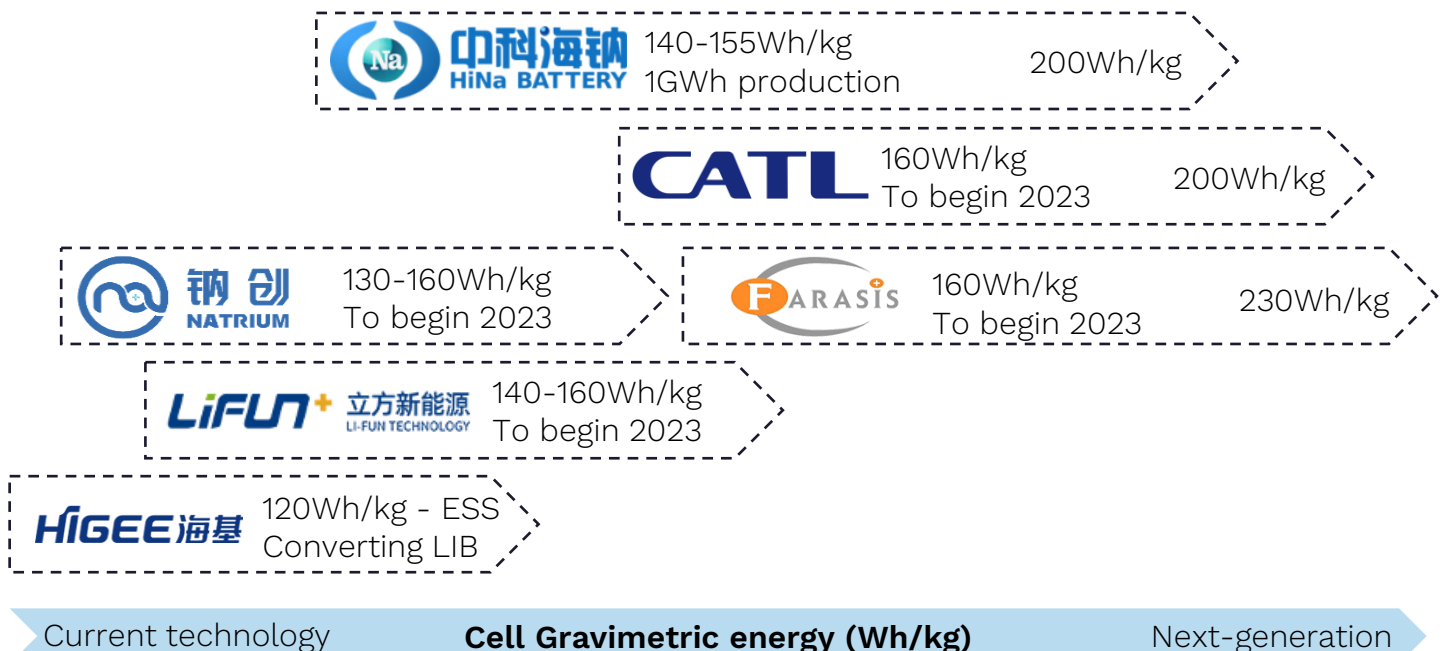 Na
中科海钠
HiNa BATTERY
140-155Wh/kg
1GWh production
200Wh/kg
CATL
160Wh/kg
To begin 2023
200Wh/kg
na
钠创
NATRIUM
130-160Wh/kg
To begin 2023
FARASIS
160Wh/kg
To begin 2023
230Wh/kg
LiFUN+
立方新能源
LI-FUN TECHNOLOGY
140-160Wh/kg
To begin 2023
HIGEE海基
120Wh/kg - ESS
Converting LIB
Current technology
Cell Gravimetric energy (Wh/kg)
Next-generation